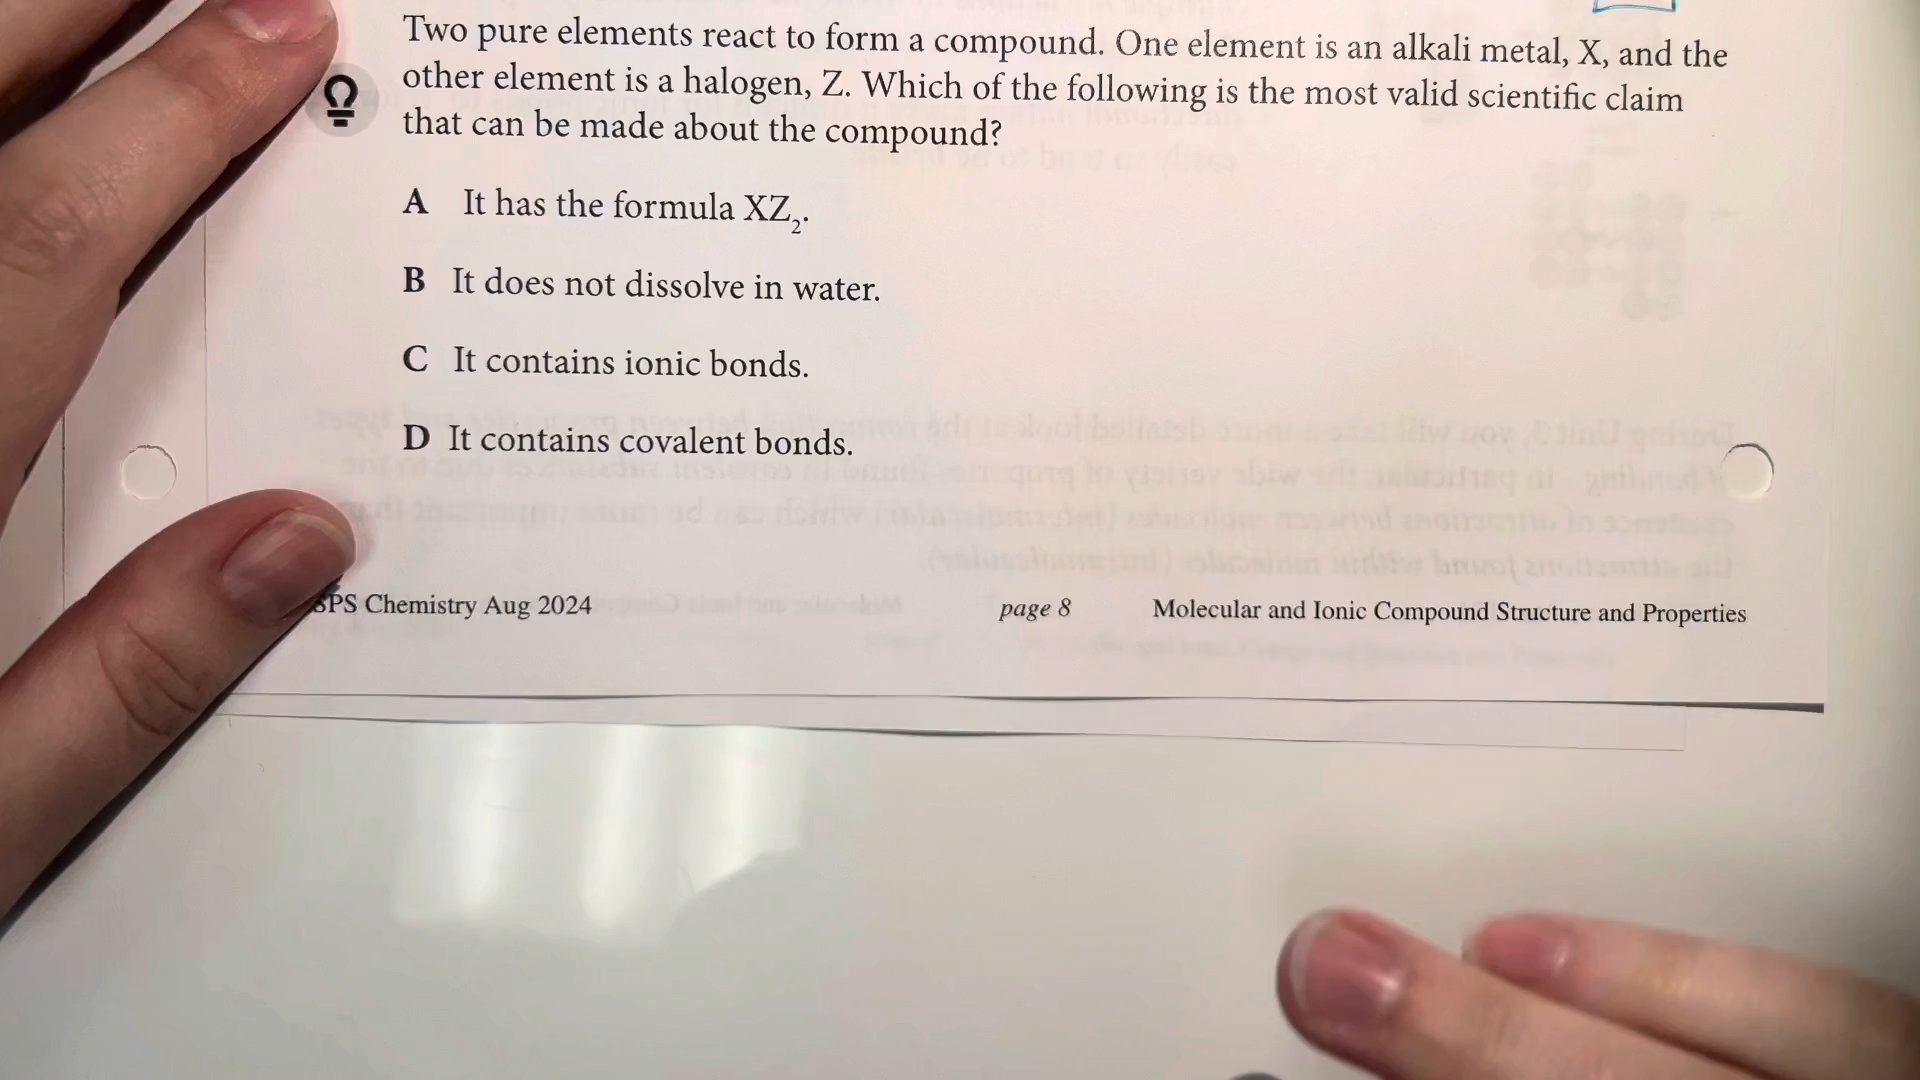 Two pure elements react to form a compound. One element is an alkali metal, X, and the
other element is a halogen, Z. Which of the following is the most valid scientific claim
that can be made about the compound?
A It has the formula XZ₂.
B It does not dissolve in water.
C It contains ionic bonds.
D It contains covalent bonds.
SPS Chemistry Aug 2024 page 8 Molecular and Ionic Compound Structure and Properties